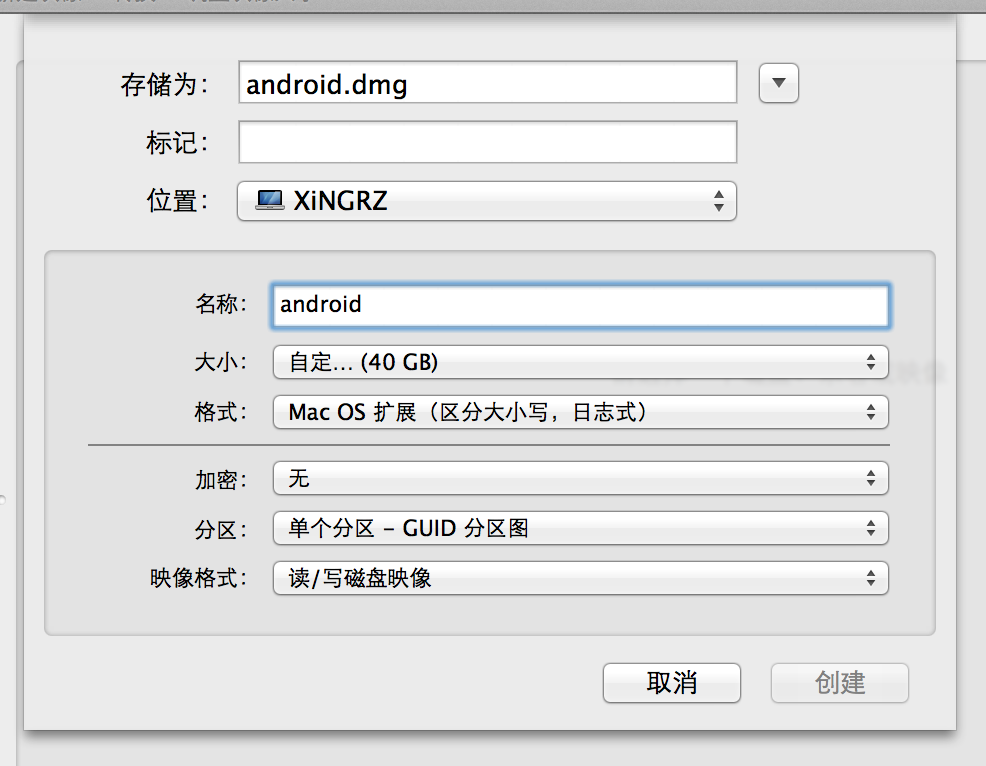 存储为： android.dmg
标记：
位置： XiNGRZ
名称： android
大小： 自定... (40 GB)
格式： Mac OS 扩展（区分大小写，日志式）
加密： 无
分区： 单个分区 – GUID 分区图
映像格式： 读/写磁盘映像
取消 创建